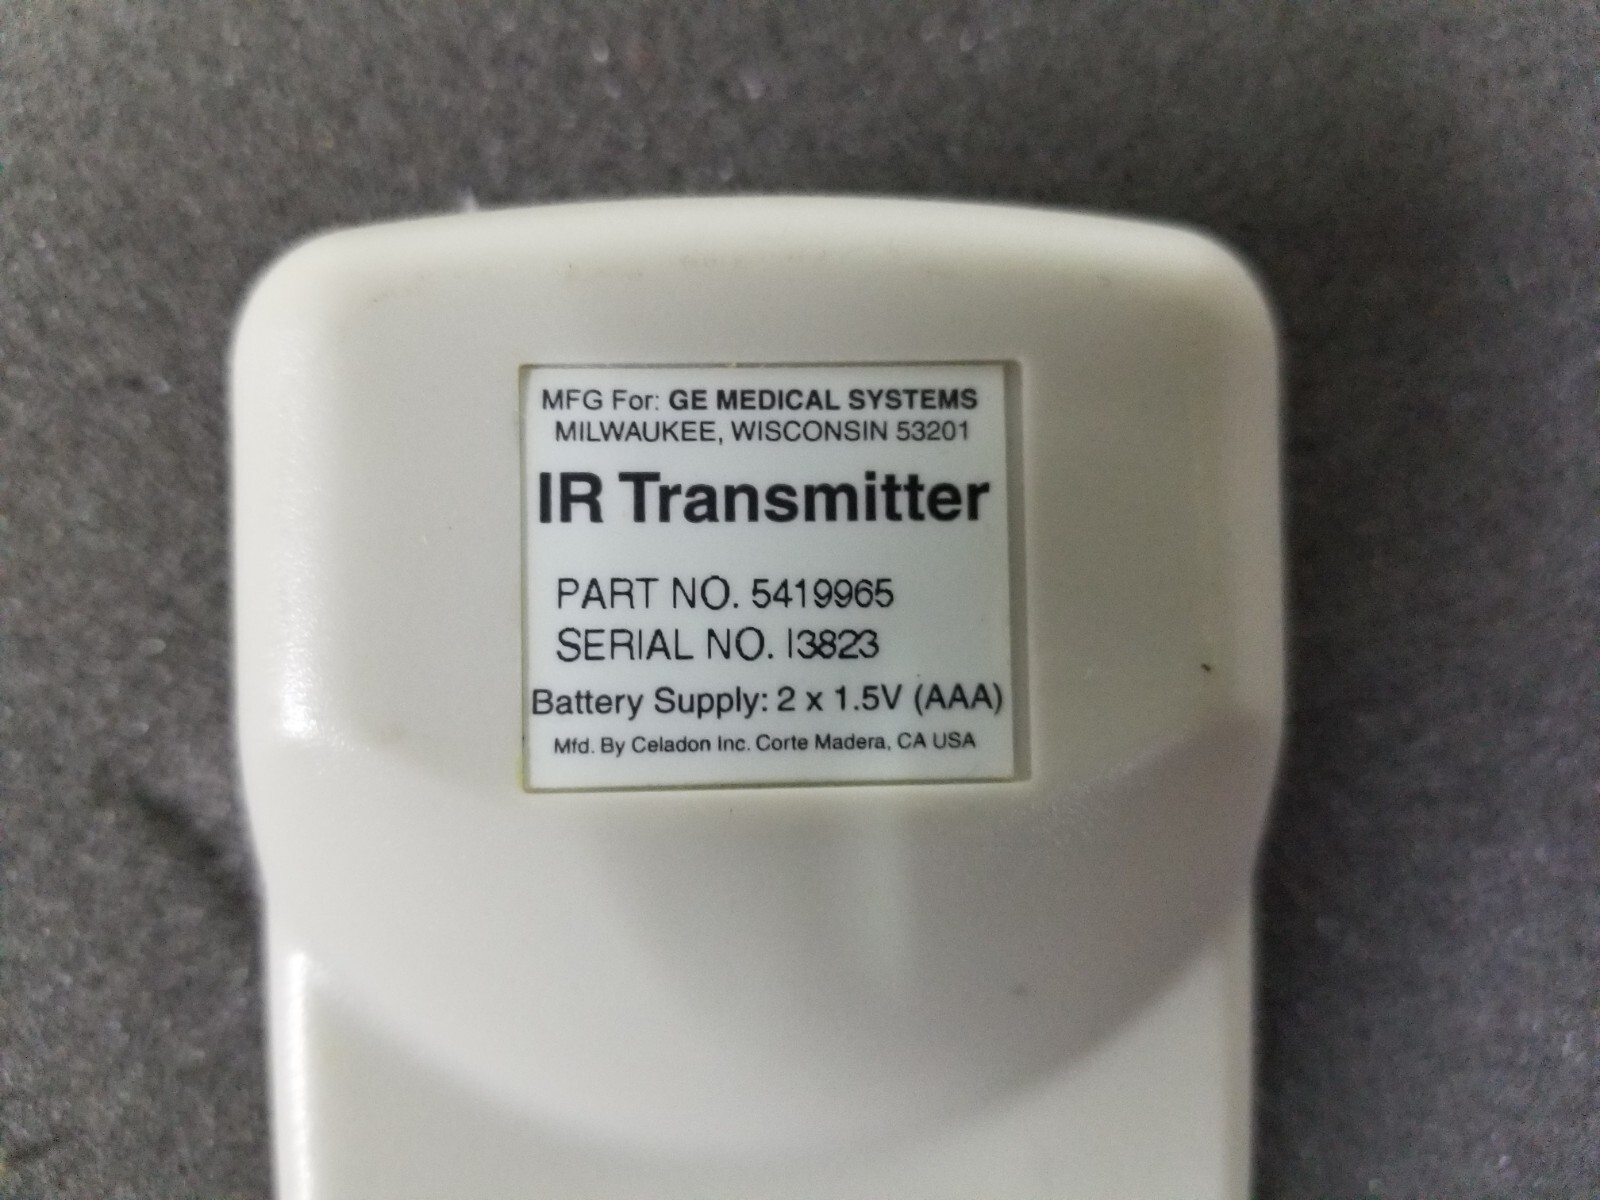 MFG For: GE MEDICAL SYSTEMS
MILWAUKEE, WISCONSIN 53201
IR Transmitter
PART NO. 5419965
SERIAL NO. I3823
Battery Supply: 2 x 1.5V (AAA)
Mfd. By Celadon Inc. Corte Madera, CA USA